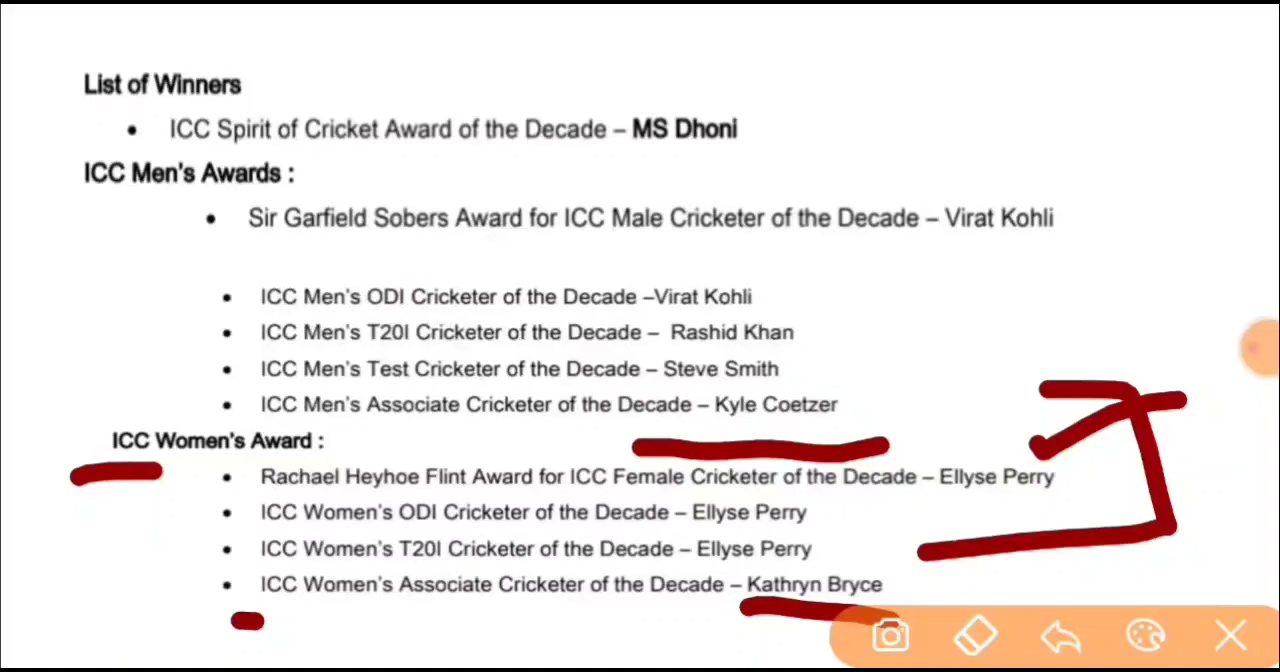 List of Winners
• ICC Spirit of Cricket Award of the Decade – MS Dhoni
ICC Men's Awards :
• Sir Garfield Sobers Award for ICC Male Cricketer of the Decade – Virat Kohli
• ICC Men's ODI Cricketer of the Decade –Virat Kohli
• ICC Men's T20I Cricketer of the Decade – Rashid Khan
• ICC Men's Test Cricketer of the Decade – Steve Smith
• ICC Men's Associate Cricketer of the Decade – Kyle Coetzer
ICC Women's Award :
• Rachael Heyhoe Flint Award for ICC Female Cricketer of the Decade – Ellyse Perry
• ICC Women's ODI Cricketer of the Decade – Ellyse Perry
• ICC Women's T20I Cricketer of the Decade – Ellyse Perry
• ICC Women's Associate Cricketer of the Decade – Kathryn Bryce